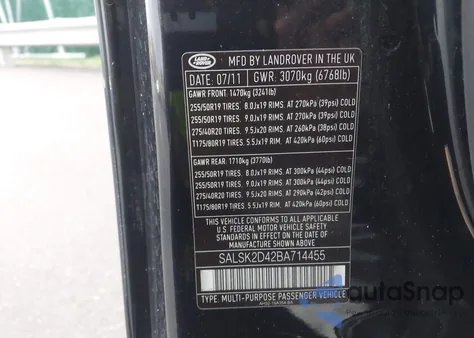 LAND ROVER
MFD BY LANDROVER IN THE UK
DATE: 07/11 GWR: 3070kg (6768lb)
GAWR FRONT: 1470kg (3241lb)
255/50R19 TIRES. 8.0Jx19 RIMS. AT 270kPa (39psi) COLD
255/50R19 TIRES. 9.0Jx19 RIMS. AT 270kPa (39psi) COLD
275/40R20 TIRES. 9.5Jx20 RIMS. AT 260kPa (38psi) COLD
T175/80R19 TIRES. 5.5Jx19 RIM. AT 420kPa (60psi) COLD
GAWR REAR: 1710kg (3770lb)
255/50R19 TIRES. 8.0Jx19 RIMS. AT 300kPa (44psi) COLD
255/50R19 TIRES. 9.0Jx19 RIMS. AT 300kPa (44psi) COLD
275/40R20 TIRES. 9.5Jx20 RIMS. AT 290kPa (42psi) COLD
T175/80R19 TIRES. 5.5Jx19 RIM. AT 420kPa (60psi) COLD
THIS VEHICLE CONFORMS TO ALL APPLICABLE
U.S. FEDERAL MOTOR VEHICLE SAFETY
STANDARDS IN EFFECT ON THE DATE OF
MANUFACTURE SHOWN ABOVE
SALSK2D42BA714455
TYPE: MULTI-PURPOSE PASSENGER VEHICLE
autoSnap